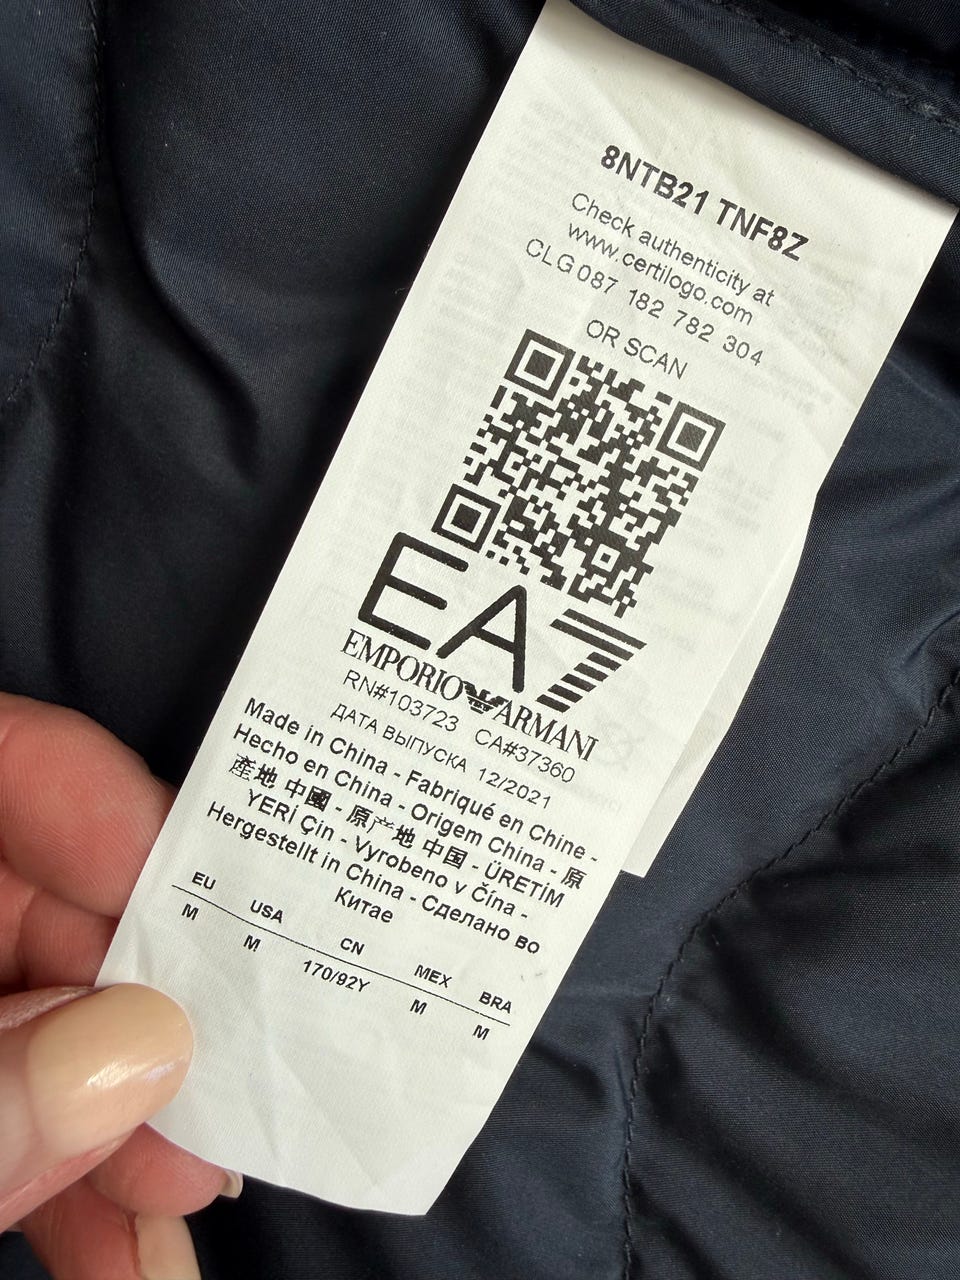 8NTB21 TNF8Z
Check authenticity at
www.certilogo.com
CLG 087 182 782 304
OR SCAN
EA7
EMPORIO ARMANI
RN#103723 CA#37360
ДАТА ВЫПУСКА 12/2021
Made in China - Fabriqué en Chine -
Hecho en China - Origem China - 原
産地 中國 - 原产地 中国 - ÜRETİM
YERİ Çin - Vyrobeno v Čína -
Hergestellt in China - Сделано во
Китае
EU USA CN MEX BRA
M M 170/92Y M M